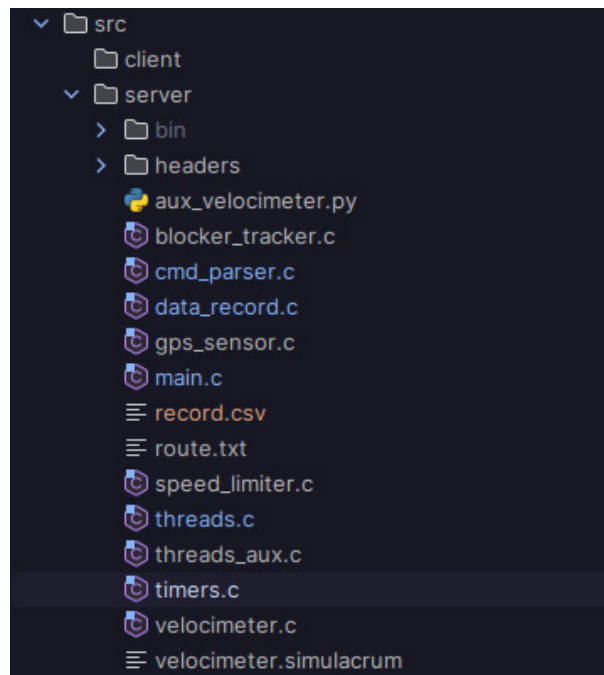 src
client
server
bin
headers
aux_velocimeter.py
blocker_tracker.c
cmd_parser.c
data_record.c
gps_sensor.c
main.c
record.csv
route.txt
speed_limiter.c
threads.c
threads_aux.c
timers.c
velocimeter.c
velocimeter.simulacrum